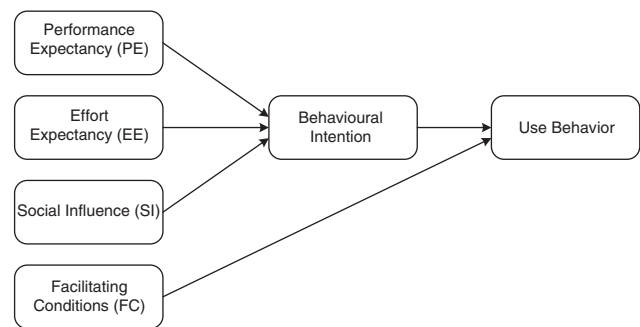 Performance
Expectancy (PE)
Effort
Expectancy (EE)
Social Influence (SI)
Facilitating
Conditions (FC)
Behavioural
Intention
Use Behavior